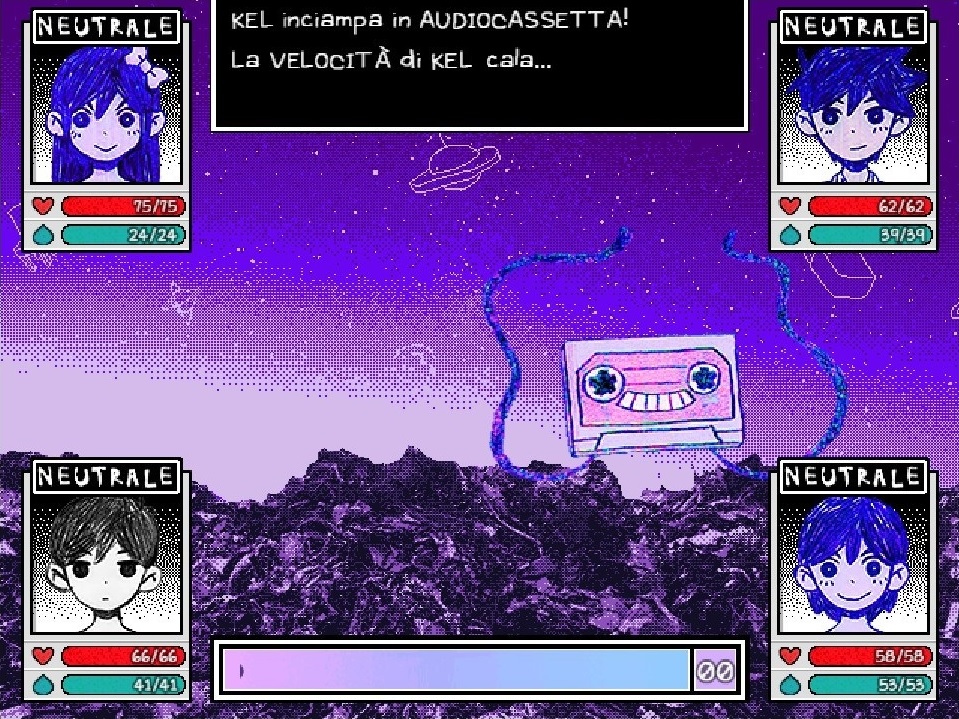 NEUTRALE
KEL inciampa in AUDIOCASSETTA!
La VELOCITÀ di KEL cala...
NEUTRALE
75/75
24/24
62/62
39/39
NEUTRALE
NEUTRALE
66/66
41/41
00
58/58
53/53